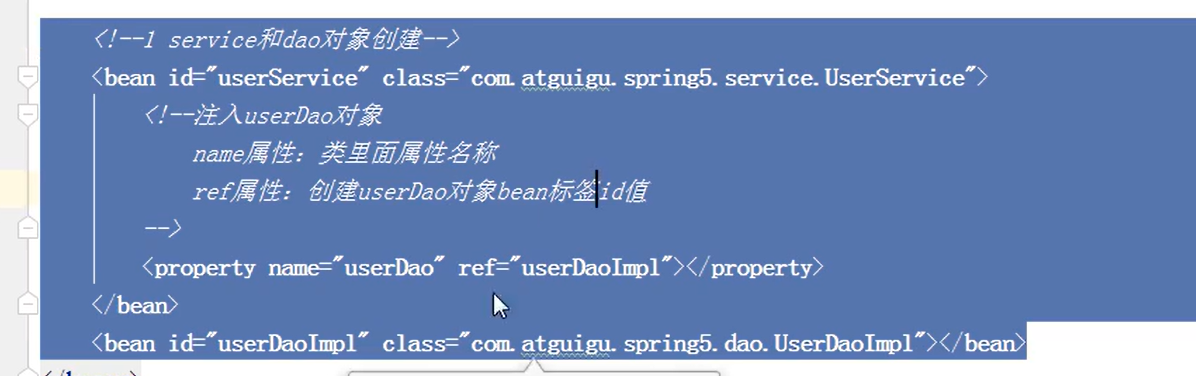 <!--1 service和dao对象创建-->
<bean id="userService" class="com.atguigu.spring5.service.UserService">
<!--注入userDao对象
name属性：类里面属性名称
ref属性：创建userDao对象bean标签id值
-->
<property name="userDao" ref="userDaoImpl"></property>
</bean>
<bean id="userDaoImpl" class="com.atguigu.spring5.dao.UserDaoImpl"></bean>